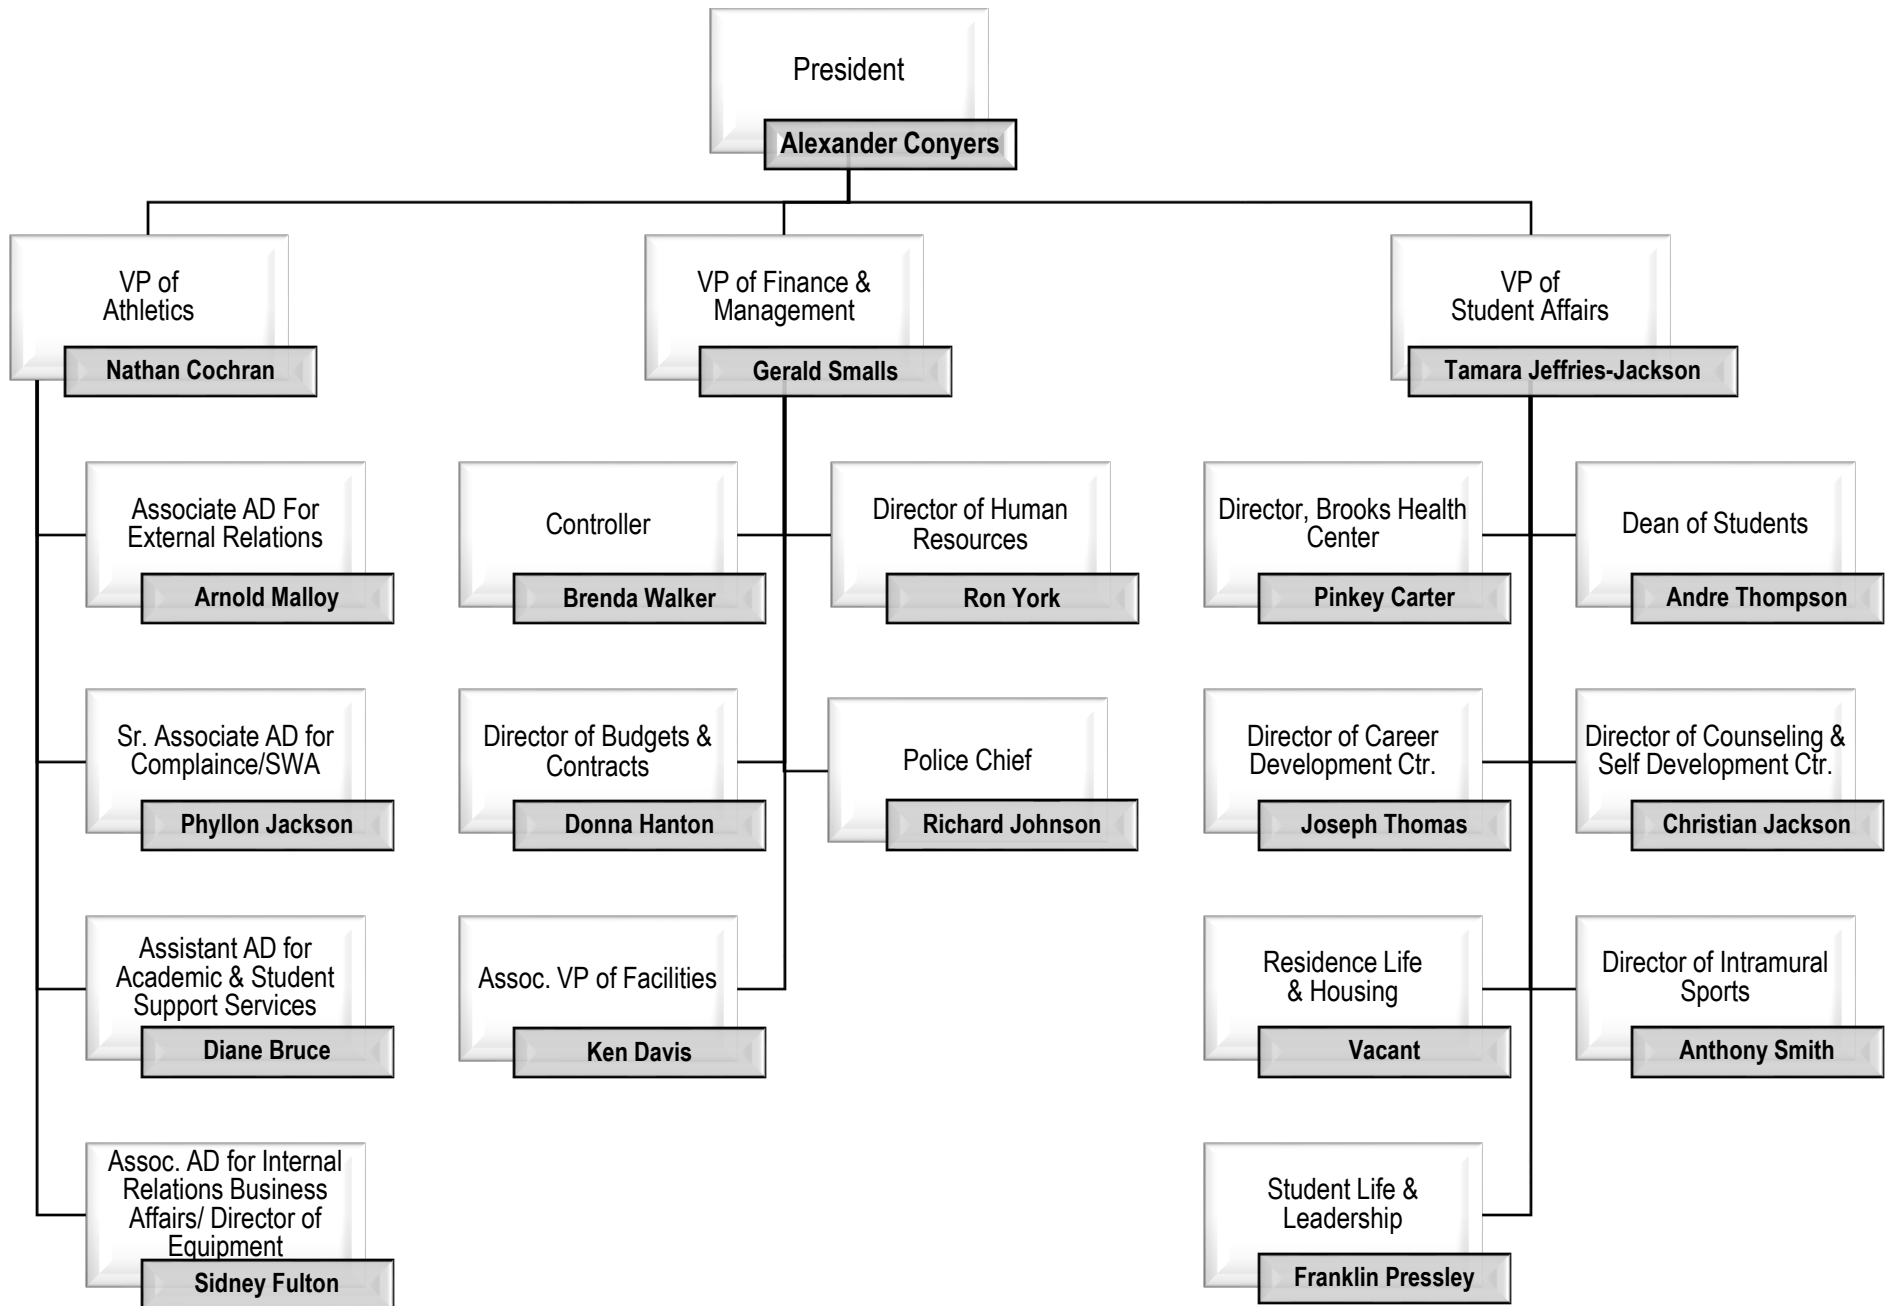 President
Alexander Conyers
VP of
Athletics
Nathan Cochran
VP of Finance &
Management
Gerald Smalls
VP of
Student Affairs
Tamara Jeffries-Jackson
Associate AD For
External Relations
Arnold Malloy
Controller
Brenda Walker
Director of Human
Resources
Ron York
Director, Brooks Health
Center
Pinkey Carter
Dean of Students
Andre Thompson
Sr. Associate AD for
Complaince/SWA
Phyllon Jackson
Director of Budgets &
Contracts
Donna Hanton
Police Chief
Richard Johnson
Director of Career
Development Ctr.
Joseph Thomas
Director of Counseling &
Self Development Ctr.
Christian Jackson
Assistant AD for
Academic & Student
Support Services
Diane Bruce
Assoc. VP of Facilities
Ken Davis
Residence Life
& Housing
Vacant
Director of Intramural
Sports
Anthony Smith
Assoc. AD for Internal
Relations Business
Affairs/ Director of
Equipment
Sidney Fulton
Student Life &
Leadership
Franklin Pressley